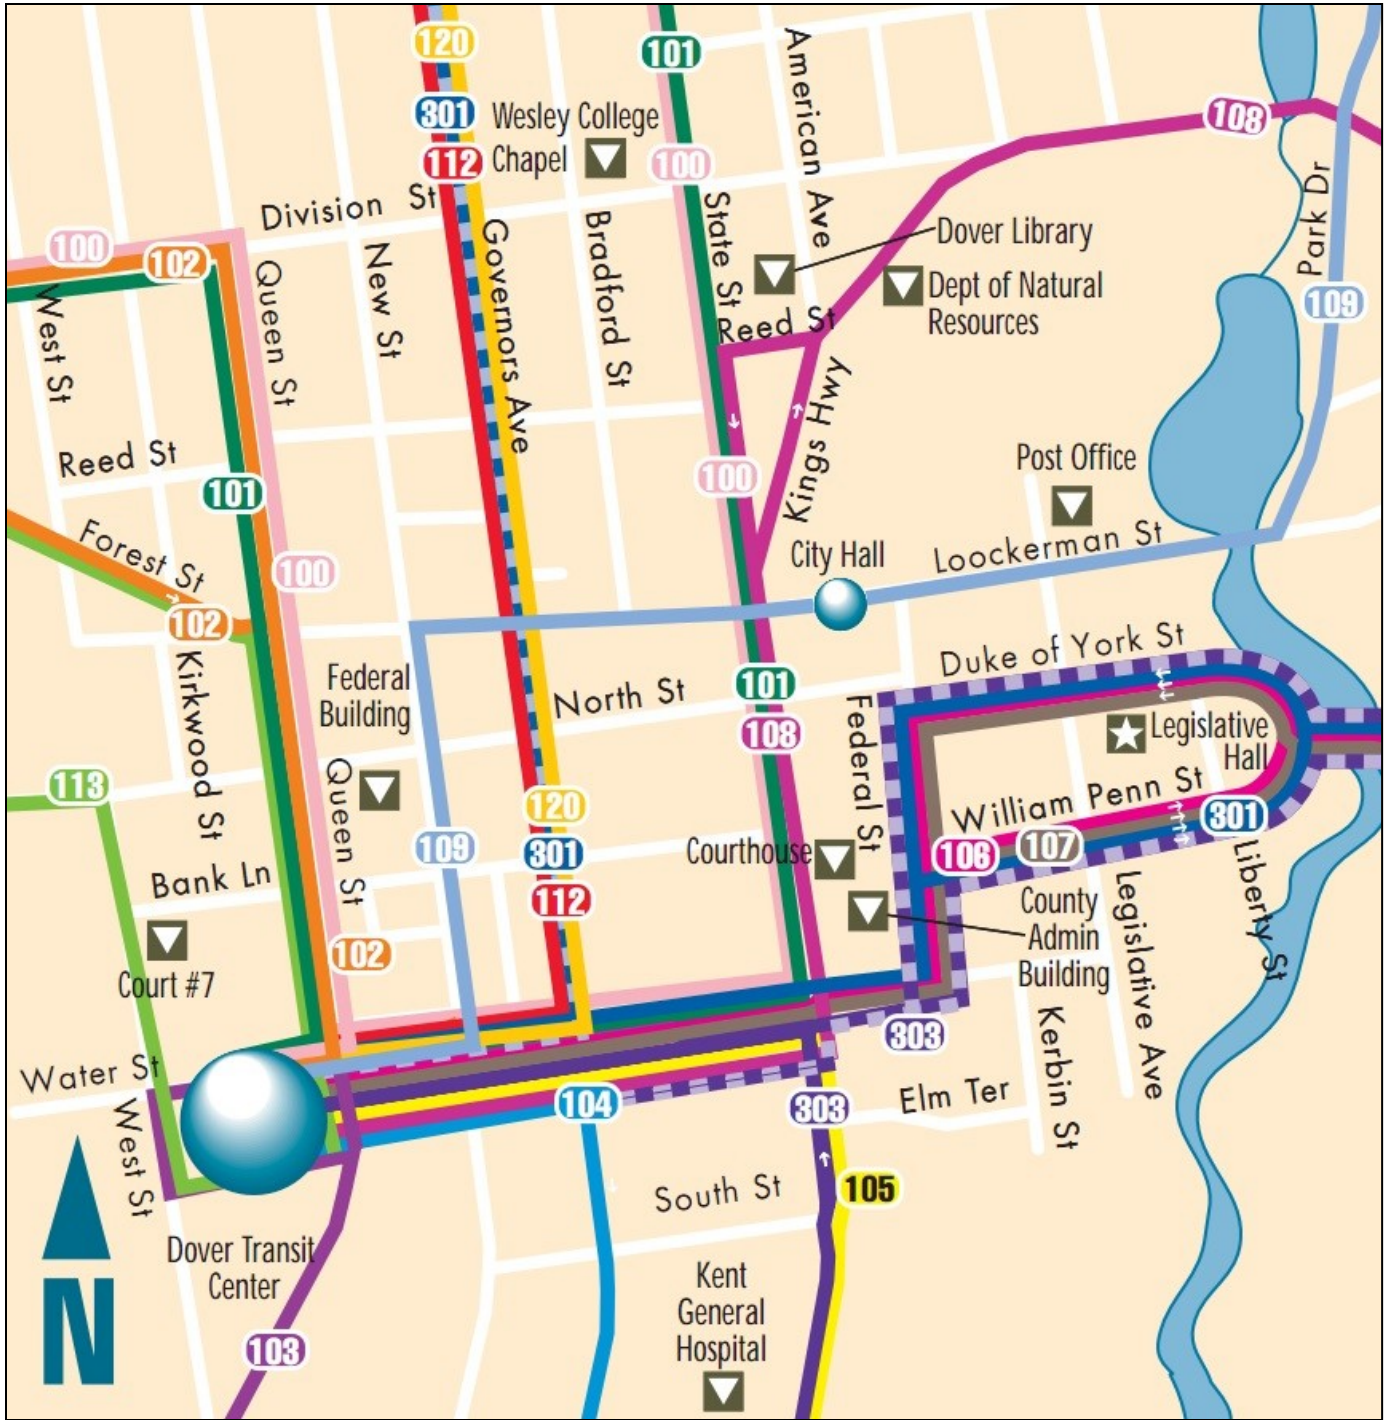 120
101
American Ave
301
Wesley College
Chapel
108
112
100
Division St
State St
Park Dr
100
102
Governors Ave
Bradford St
Dover Library
New St
Queen St
West St
Dept of Natural
Resources
109
Reed St
Kings Hwy
Reed St
101
100
Post Office
Forest St
100
City Hall
Loockerman St
102
Kirkwood St
Federal
Building
North St
101
108
Duke of York St
Federal St
Legislative
Hall
113
Queen St
120
William Penn St
301
109
301
Courthouse
106
107
Bank Ln
112
Legislative Ave
Liberty St
County
Admin
Building
102
Court #7
303
Kerbin St
Water St
West St
104
303
Elm Ter
South St
105
Dover Transit
Center
Kent
General
Hospital
N
103